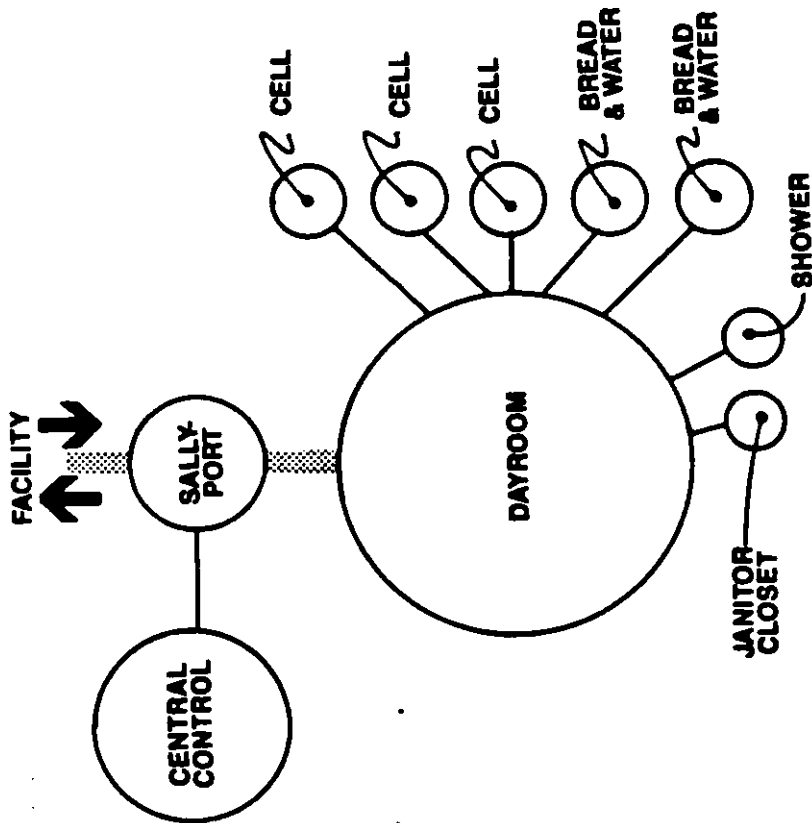 FACILITY
CENTRAL
CONTROL
SALLY-
PORT
CELL
CELL
CELL
DAYROOM
BREAD
& WATER
BREAD
& WATER
JANITOR
CLOSET
SHOWER